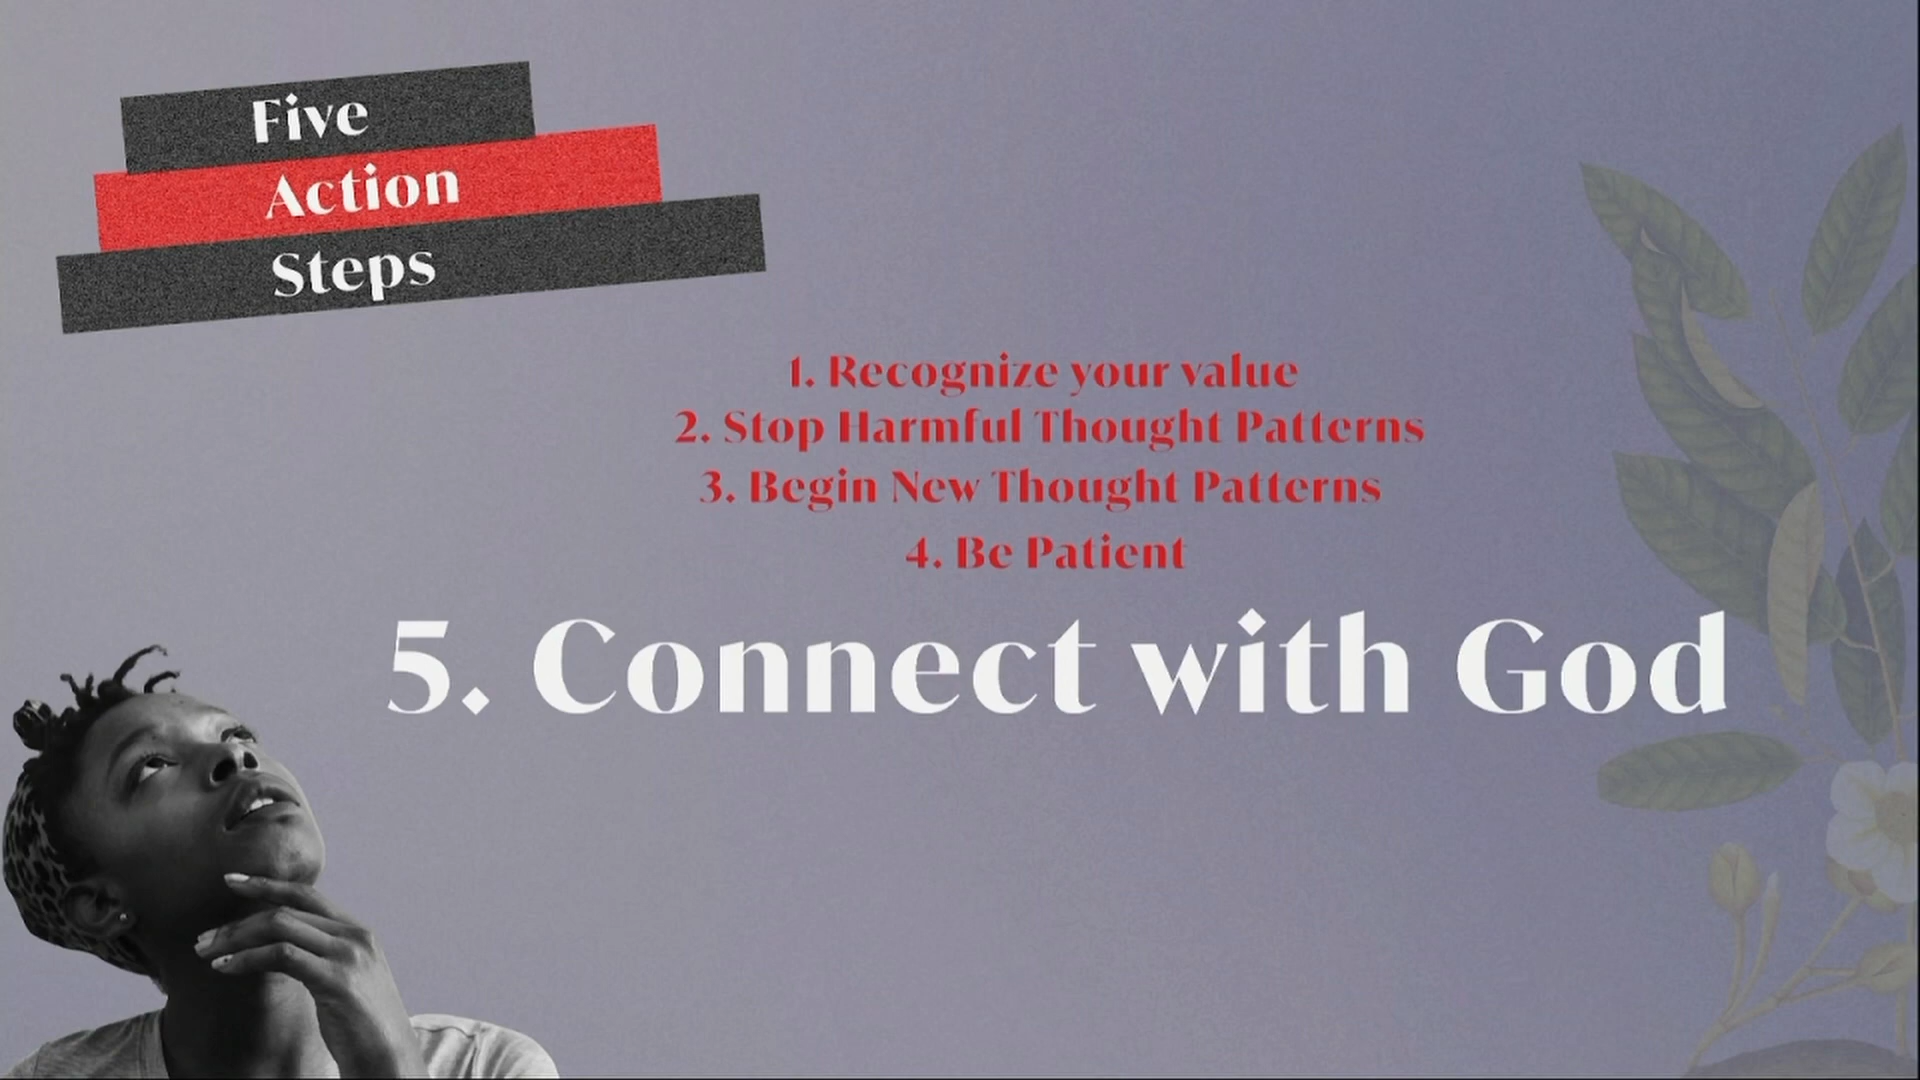 Five
Action
Steps
1. Recognize your value
2. Stop Harmful Thought Patterns
3. Begin New Thought Patterns
4. Be Patient
5. Connect with God